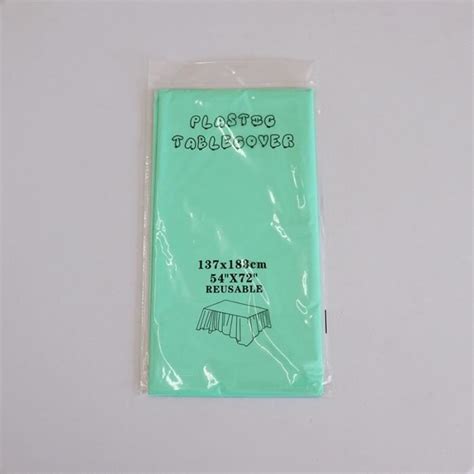 PLASTIC
TABLECOVER
137x183cm
54"X72"
REUSABLE